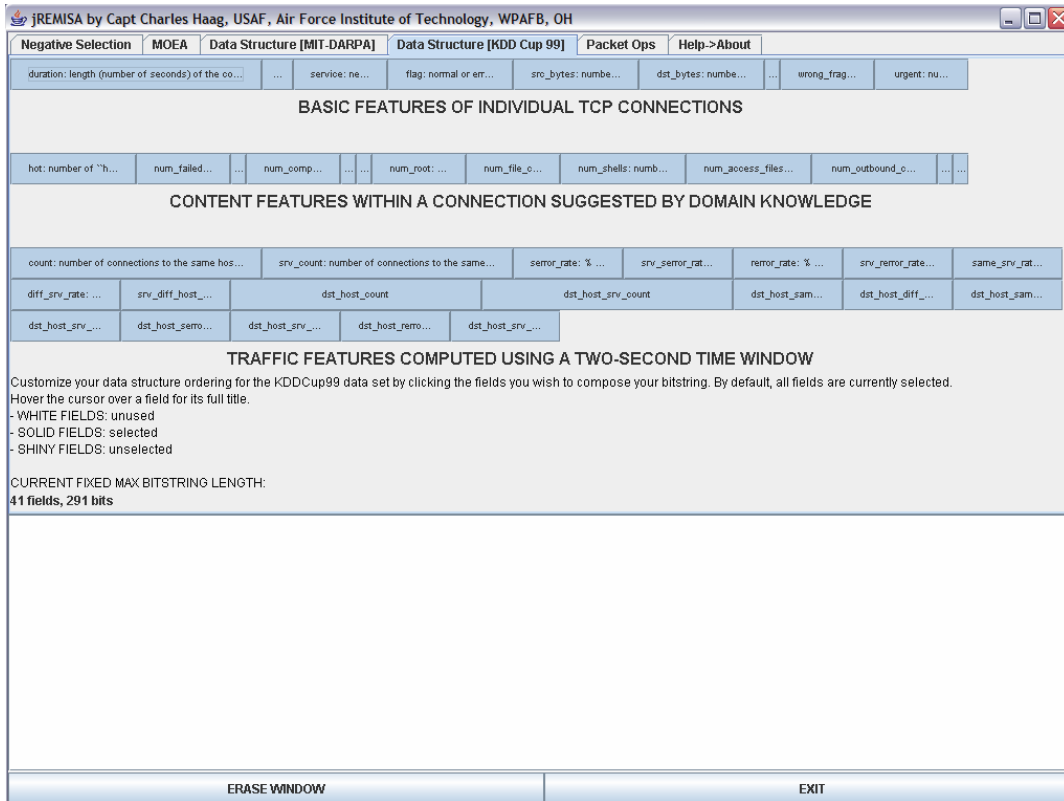 jREMISA by Capt Charles Haag, USAF, Air Force Institute of Technology, WPAFB, OH
Negative Selection MOEA Data Structure [MIT-DARPA] Data Structure [KDD Cup 99] Packet Ops Help->About
duration: length (number of seconds) of the co... ... service: ne... flag: normal or err... src_bytes: numbe... dst_bytes: numbe... ... wrong_frag... urgent: nu...
BASIC FEATURES OF INDIVIDUAL TCP CONNECTIONS
hot: number of ``h... num_failed... ... num_comp... ... ... num_root: ... num_file_c... num_shells: numb... num_access_files... num_outbound_c... ... ...
CONTENT FEATURES WITHIN A CONNECTION SUGGESTED BY DOMAIN KNOWLEDGE
count: number of connections to the same hos... srv_count: number of connections to the same... serror_rate: % ... srv_serror_rat... rerror_rate: % ... srv_rerror_rate... same_srv_rat...
diff_srv_rate: ... srv_diff_host_... dst_host_count dst_host_srv_count dst_host_sam... dst_host_diff_... dst_host_sam...
dst_host_srv_... dst_host_serro... dst_host_srv_... dst_host_rerro... dst_host_srv_...
TRAFFIC FEATURES COMPUTED USING A TWO-SECOND TIME WINDOW
Customize your data structure ordering for the KDDCup99 data set by clicking the fields you wish to compose your bitstring. By default, all fields are currently selected.
Hover the cursor over a field for its full title.
- WHITE FIELDS: unused
- SOLID FIELDS: selected
- SHINY FIELDS: unselected
CURRENT FIXED MAX BITSTRING LENGTH:
41 fields, 291 bits
ERASE WINDOW EXIT